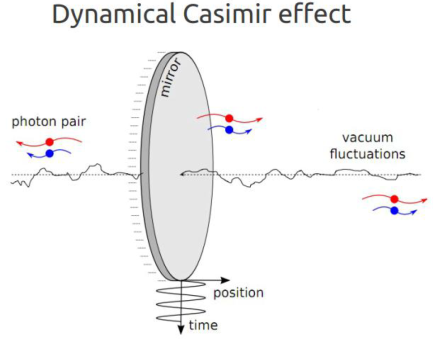 Dynamical Casimir effect
mirror
photon pair
vacuum
fluctuations
position
time